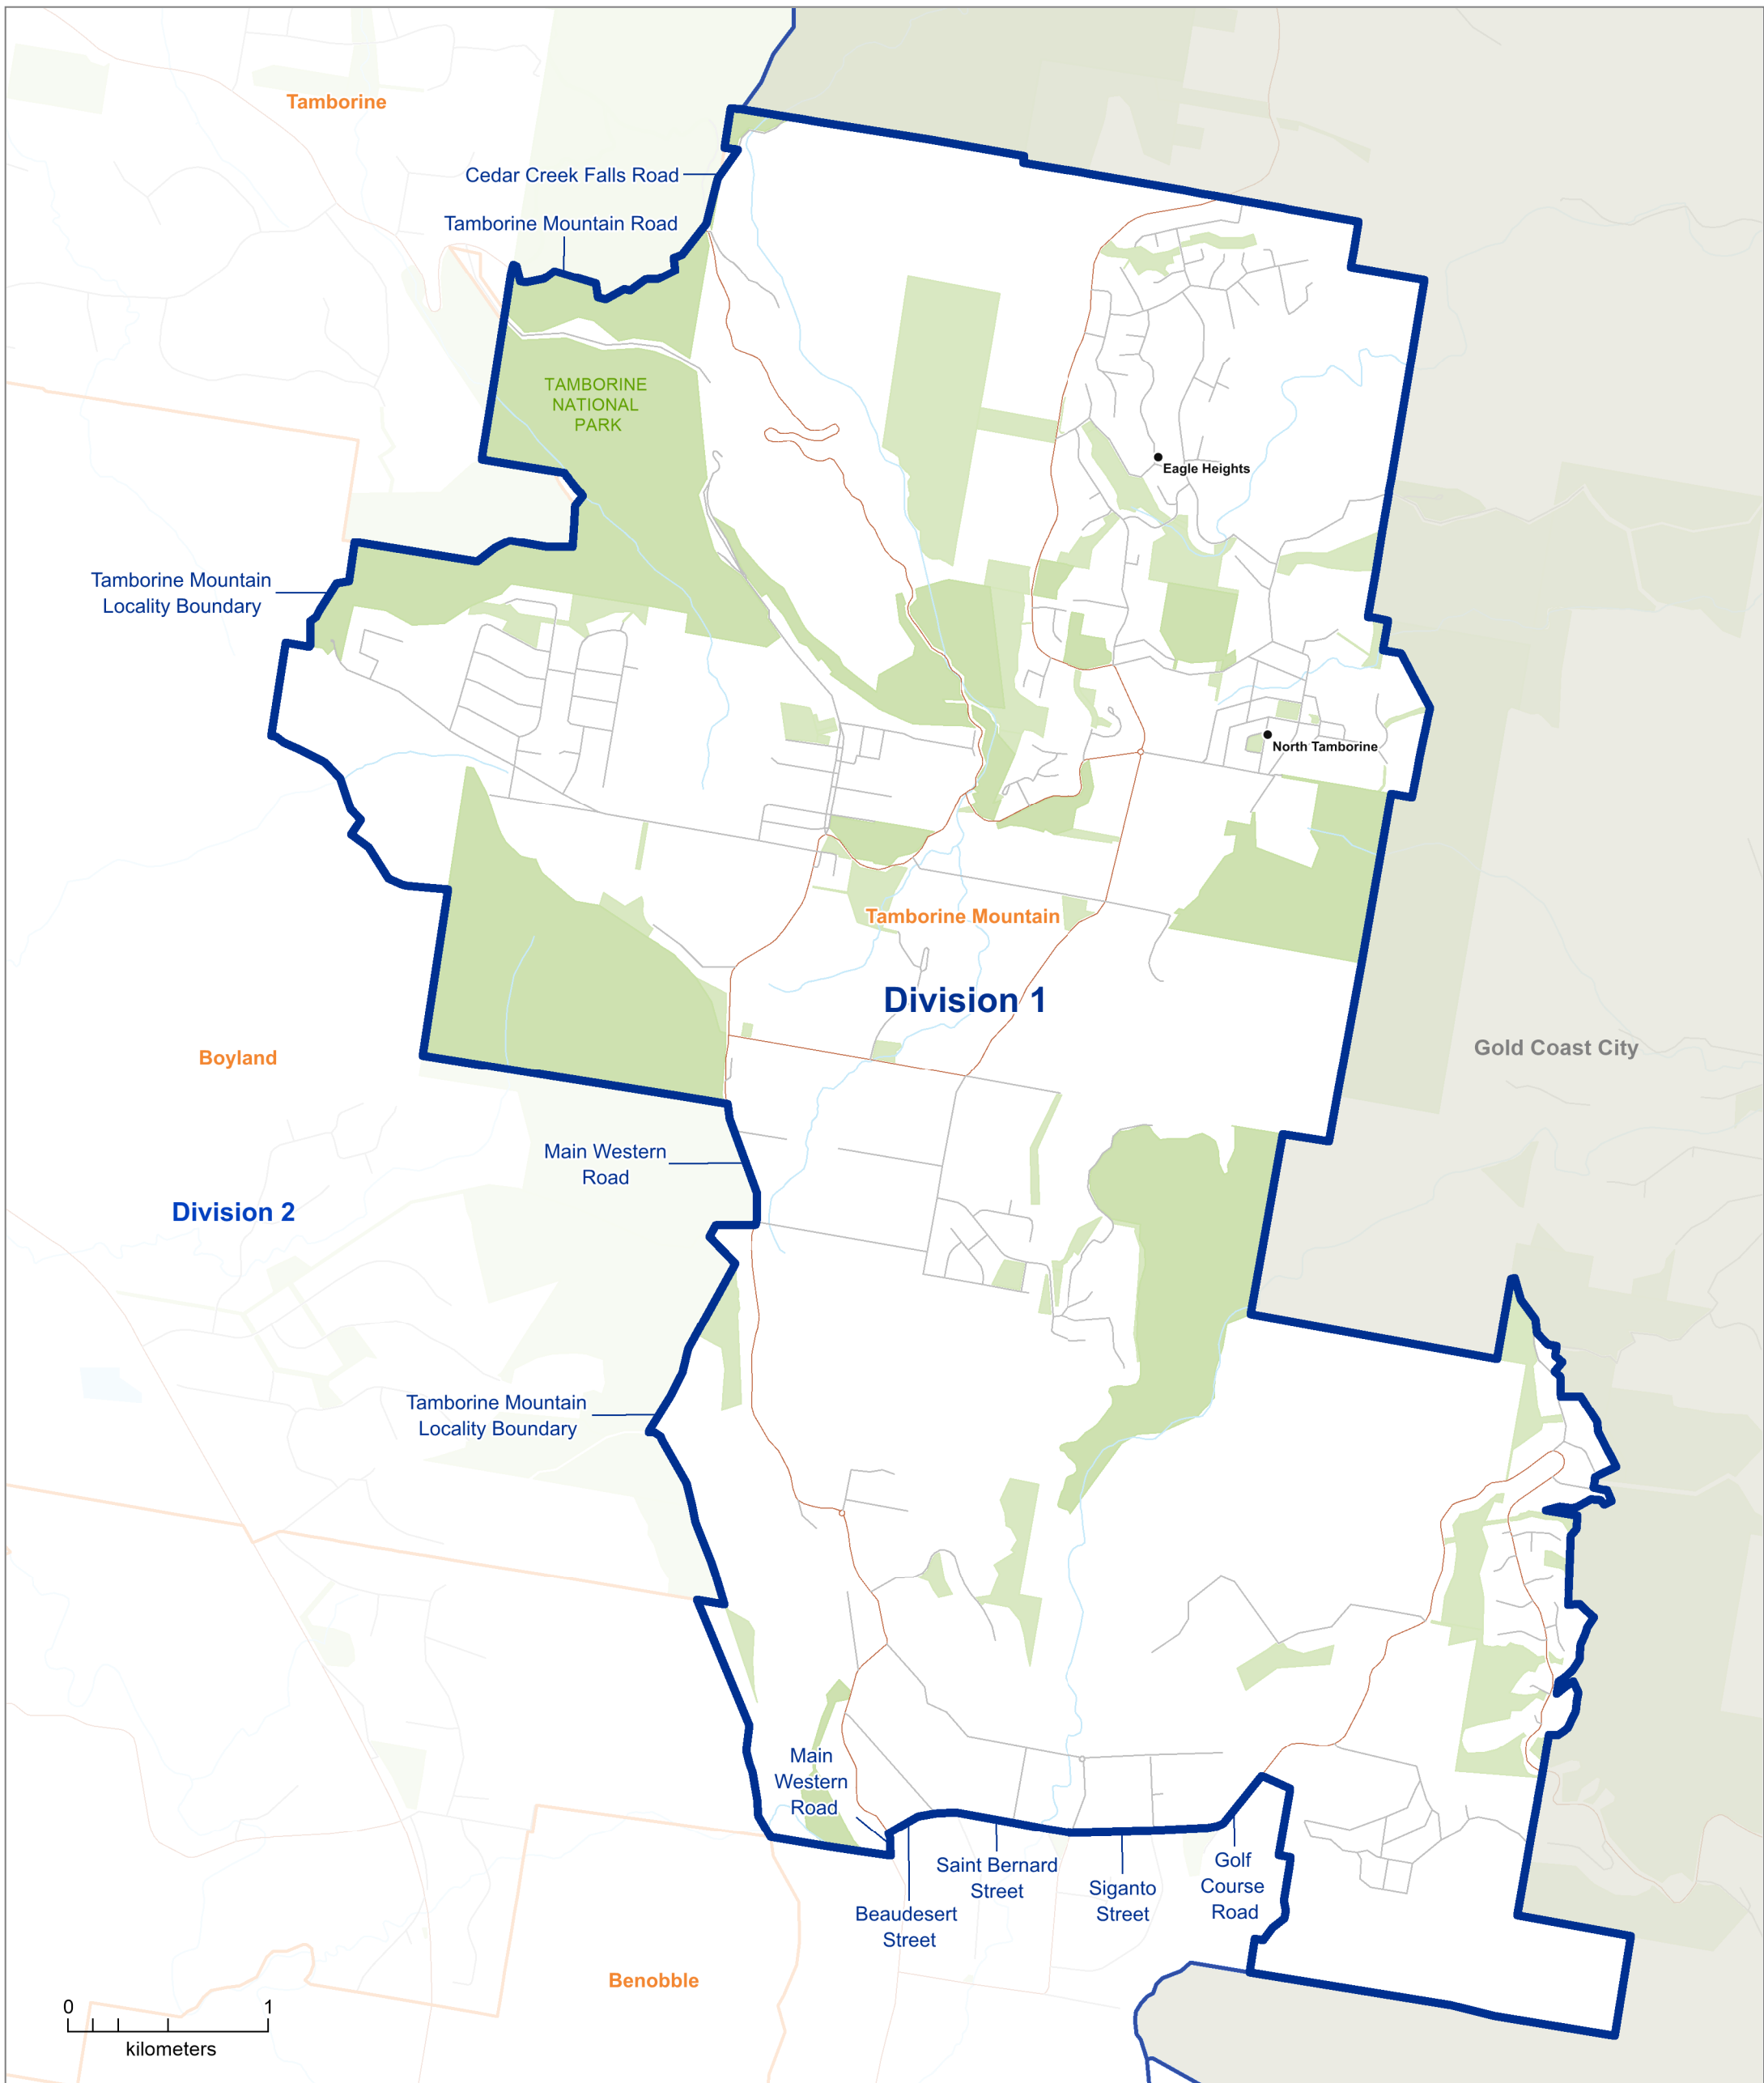 Tamborine
Cedar Creek Falls Road
Tamborine Mountain Road
TAMBORINE
NATIONAL
PARK
Eagle Heights
Tamborine Mountain
Locality Boundary
North Tamborine
Tamborine Mountain
Division 1
Gold Coast City
Boyland
Main Western
Road
Division 2
Tamborine Mountain
Locality Boundary
Main
Western
Road
Saint Bernard
Street
Golf
Course
Road
Siganto
Street
Beaudesert
Street
Benobble
0 1
kilometers